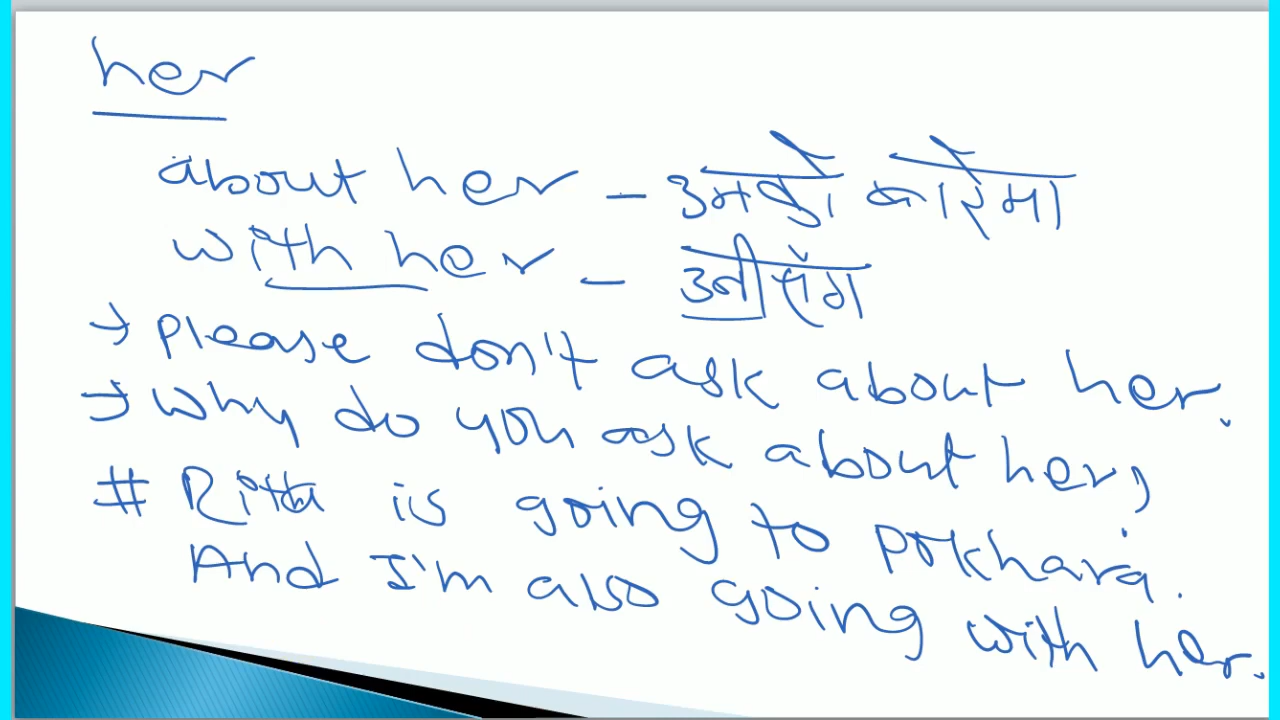 her
about her - उनको बारेमा
with her - उनीसँग
→ please don't ask about her.
→ Why do you ask about her?
# Rita is going to pokhara.
And I'm also going with her.